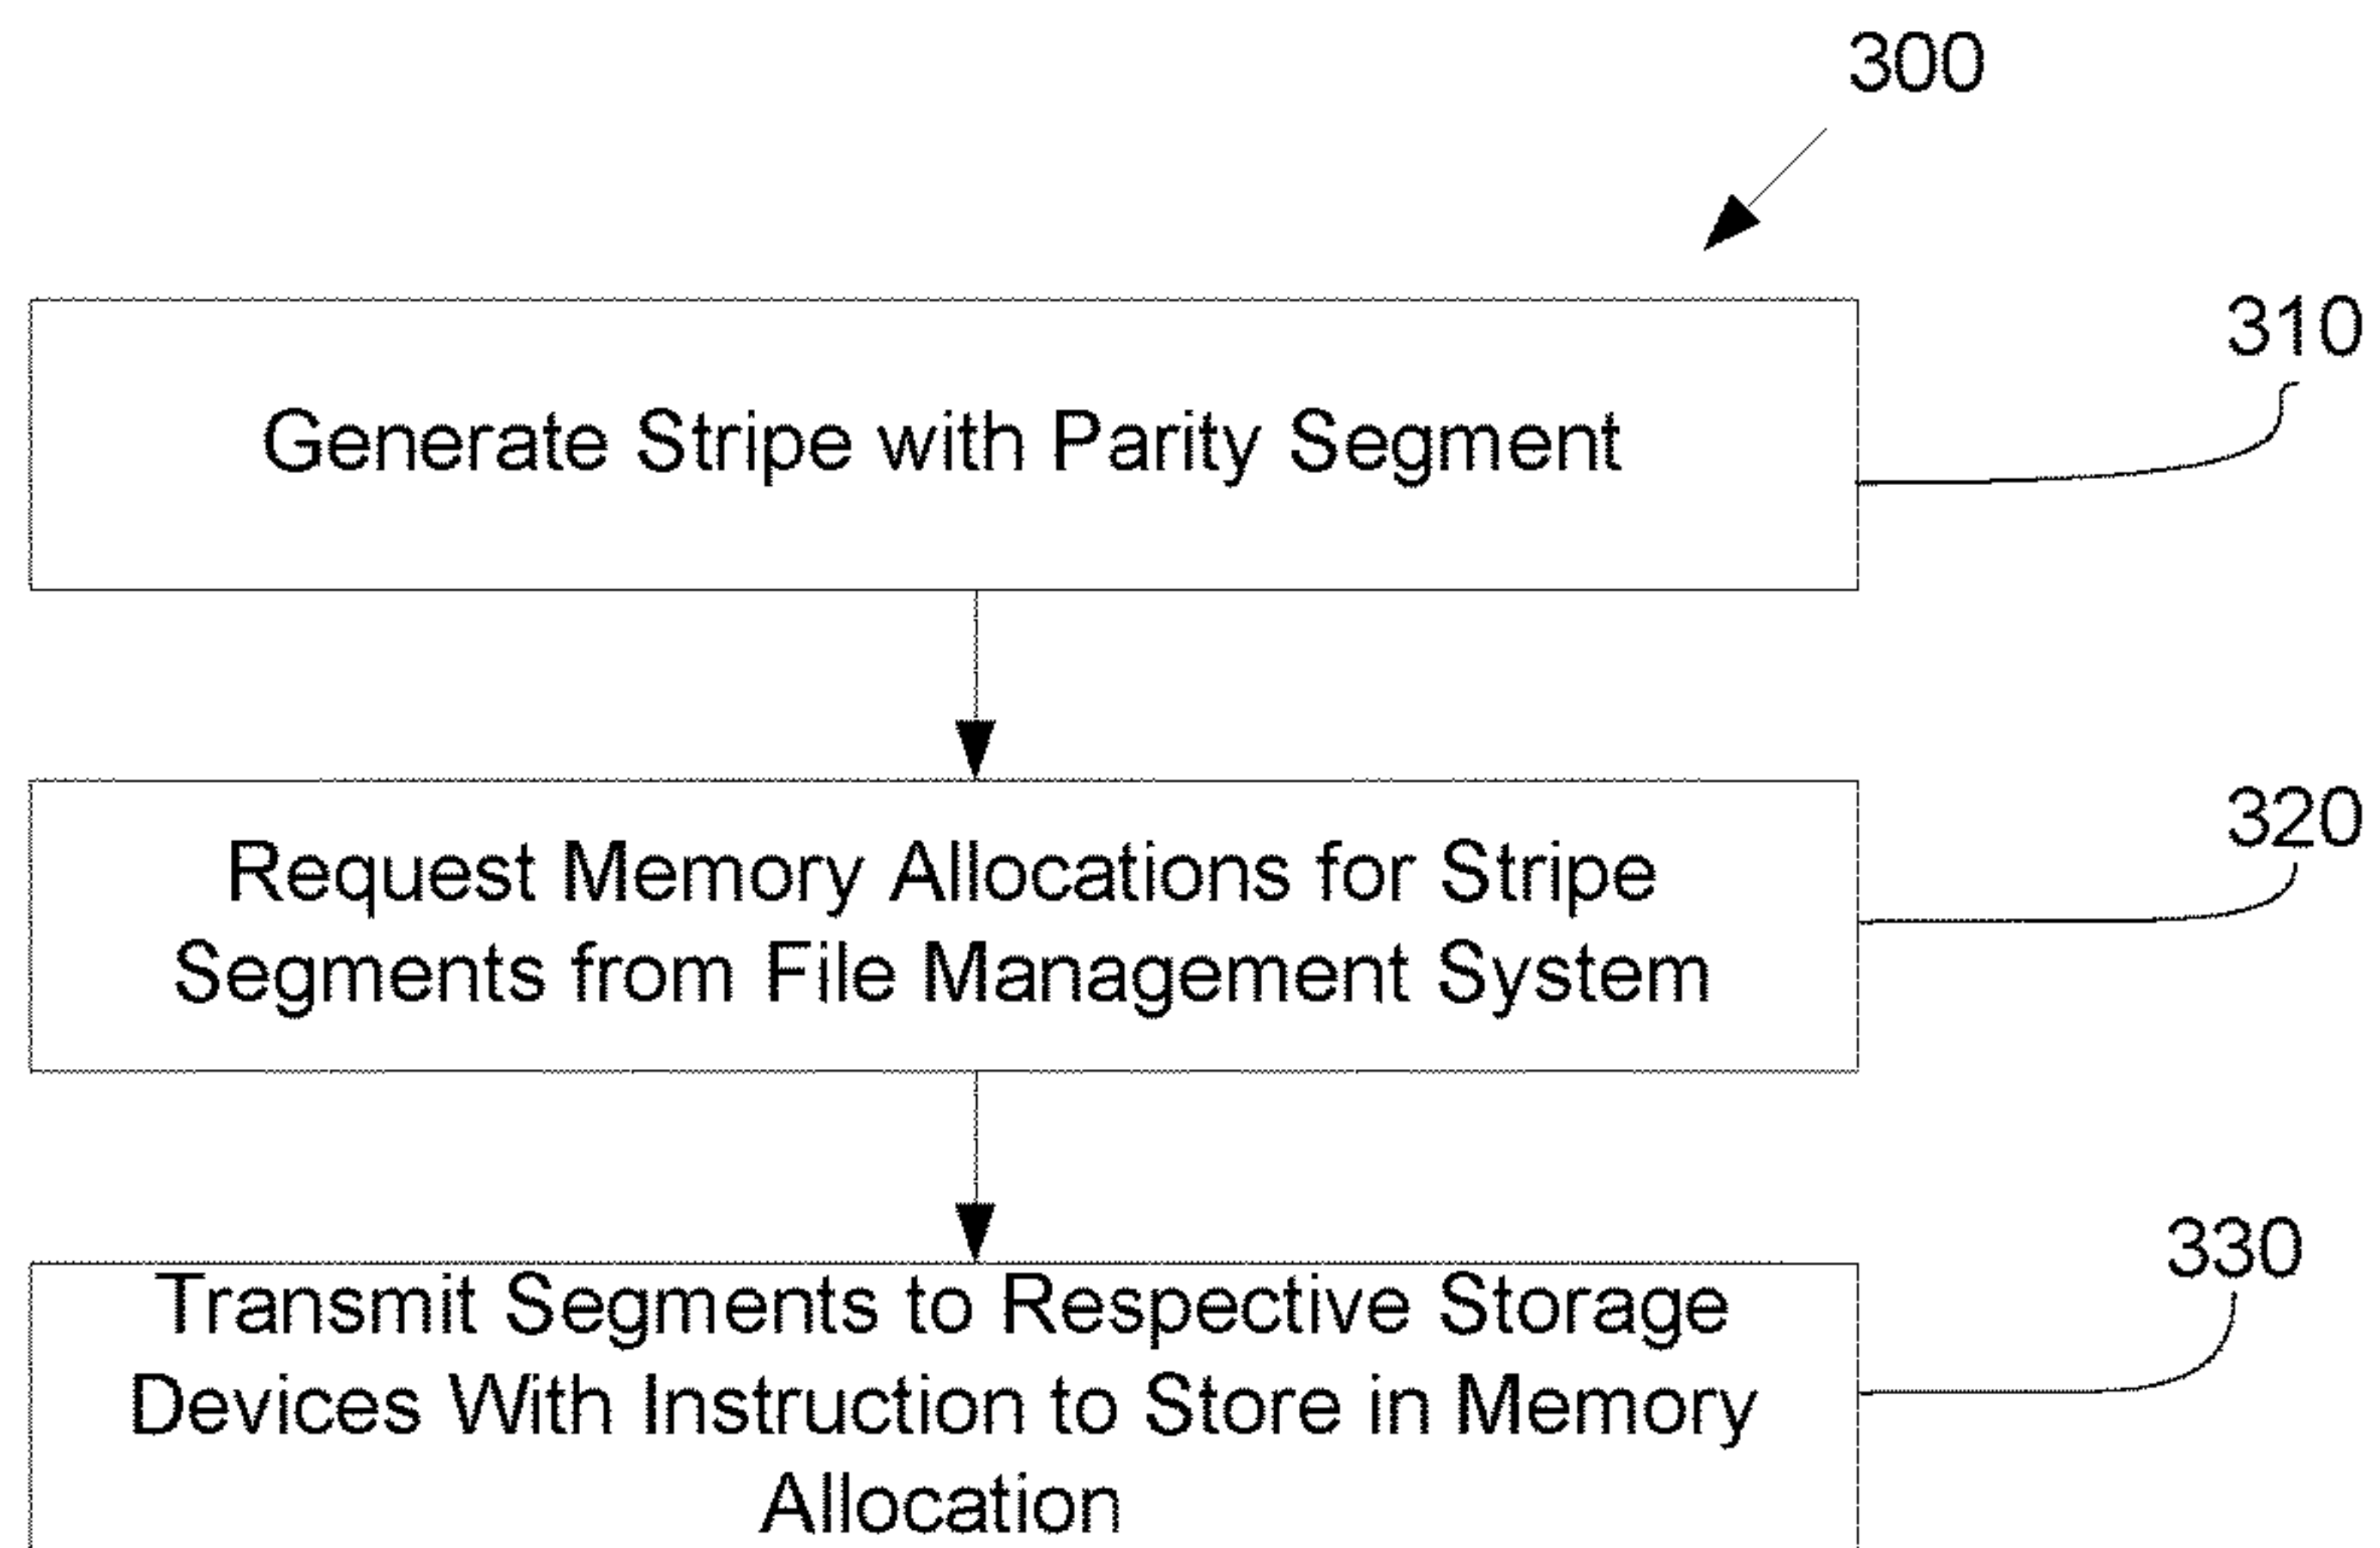 300
310
Generate Stripe with Parity Segment
320
Request Memory Allocations for Stripe
Segments from File Management System
330
Transmit Segments to Respective Storage
Devices With Instruction to Store in Memory
Allocation